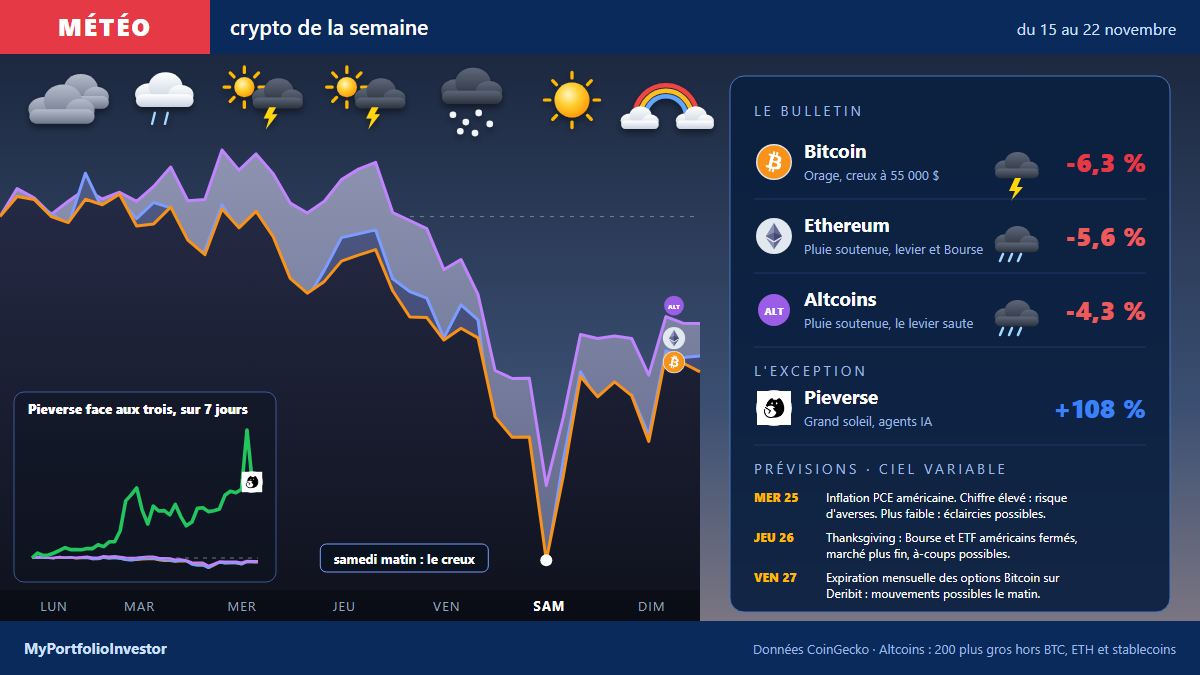 MÉTÉO
crypto de la semaine
du 15 au 22 novembre
LE BULLETIN
Bitcoin
Orage, creux à 55 000 $
-6,3 %
Ethereum
Pluie soutenue, levier et Bourse
-5,6 %
ALT
Altcoins
Pluie soutenue, le levier saute
-4,3 %
L'EXCEPTION
Pieverse
Grand soleil, agents IA
+108 %
PRÉVISIONS · CIEL VARIABLE
MER 25
Inflation PCE américaine. Chiffre élevé : risque
d'averses. Plus faible : éclaircies possibles.
JEU 26
Thanksgiving : Bourse et ETF américains fermés,
marché plus fin, à-coups possibles.
VEN 27
Expiration mensuelle des options Bitcoin sur
Deribit : mouvements possibles le matin.
ALT
Pieverse face aux trois, sur 7 jours
samedi matin : le creux
LUN
MAR
MER
JEU
VEN
SAM
DIM
MyPortfolioInvestor
Données CoinGecko · Altcoins : 200 plus gros hors BTC, ETH et stablecoins